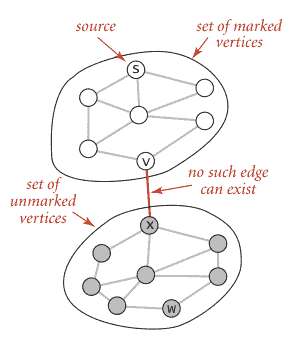 source
set of marked
vertices
s
v
no such edge
can exist
set of
unmarked
vertices
x
w